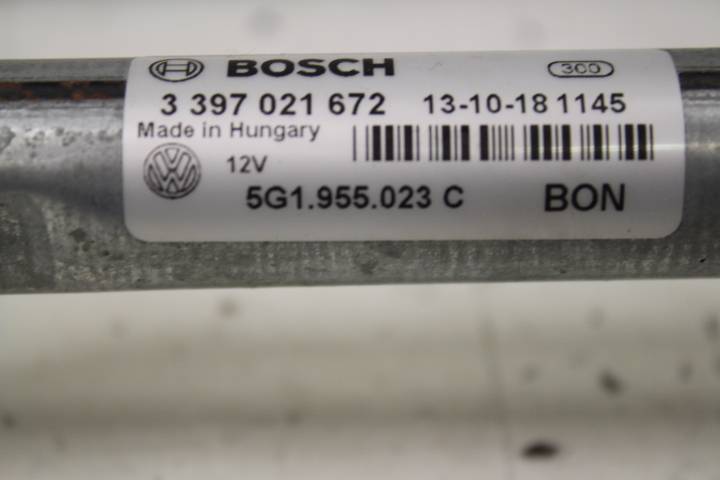 BOSCH 300
3 397 021 672 13-10-18 1145
Made in Hungary
12V
5G1.955.023 C BON